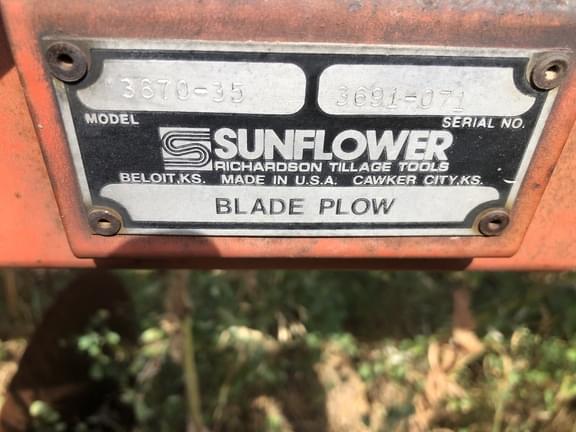 3670-35 3691-071
MODEL SERIAL NO.
SUNFLOWER
RICHARDSON TILLAGE TOOLS
BELOIT,KS. MADE IN U.S.A. CAWKER CITY,KS.
BLADE PLOW